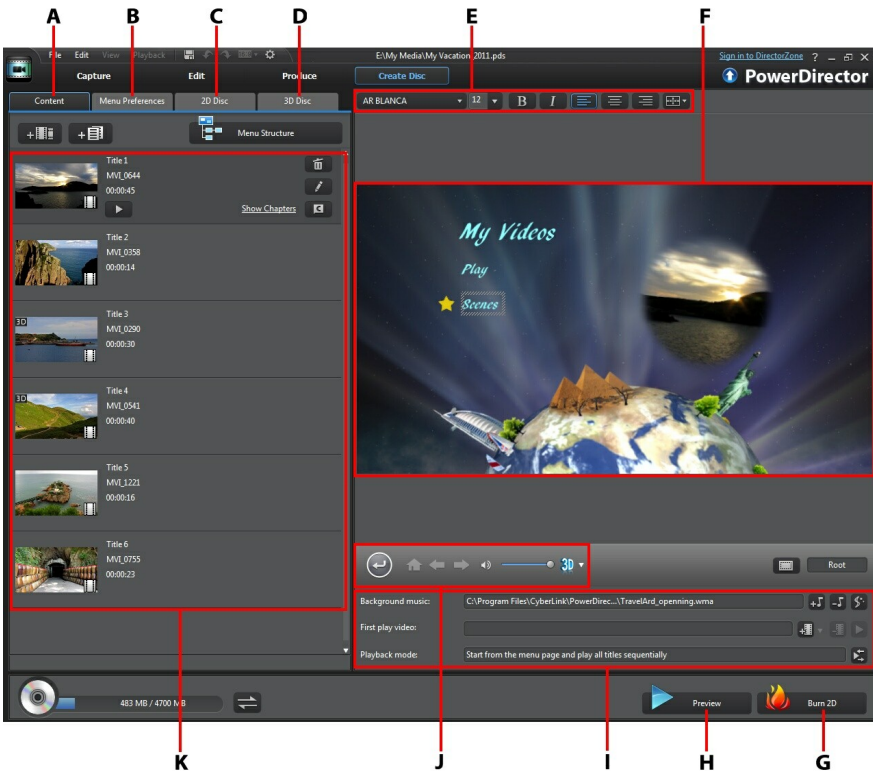 A B C D E F
File Edit View Playback E:\My Media\My Vacation 2011.pds Sign in to DirectorZone ?
Capture Edit Produce Create Disc PowerDirector
Content Menu Preferences 2D Disc 3D Disc AR BLANCA 12 B I
Menu Structure
Title 1
MVI_0644
00:00:45
Show Chapters C
Title 2
MVI_0358
00:00:14
3D
Title 3
MVI_0290
00:00:30
3D
Title 4
MVI_0541
00:00:40
Title 5
MVI_1221
00:00:16
Title 6
MVI_0755
00:00:23
My Videos
Play
Scenes
3D Root
Background music: C:\Program Files\CyberLink\PowerDirec...\TravelArd_openning.wma
First play video:
Playback mode: Start from the menu page and play all titles sequentially
483 MB / 4700 MB Preview Burn 2D
K J I H G